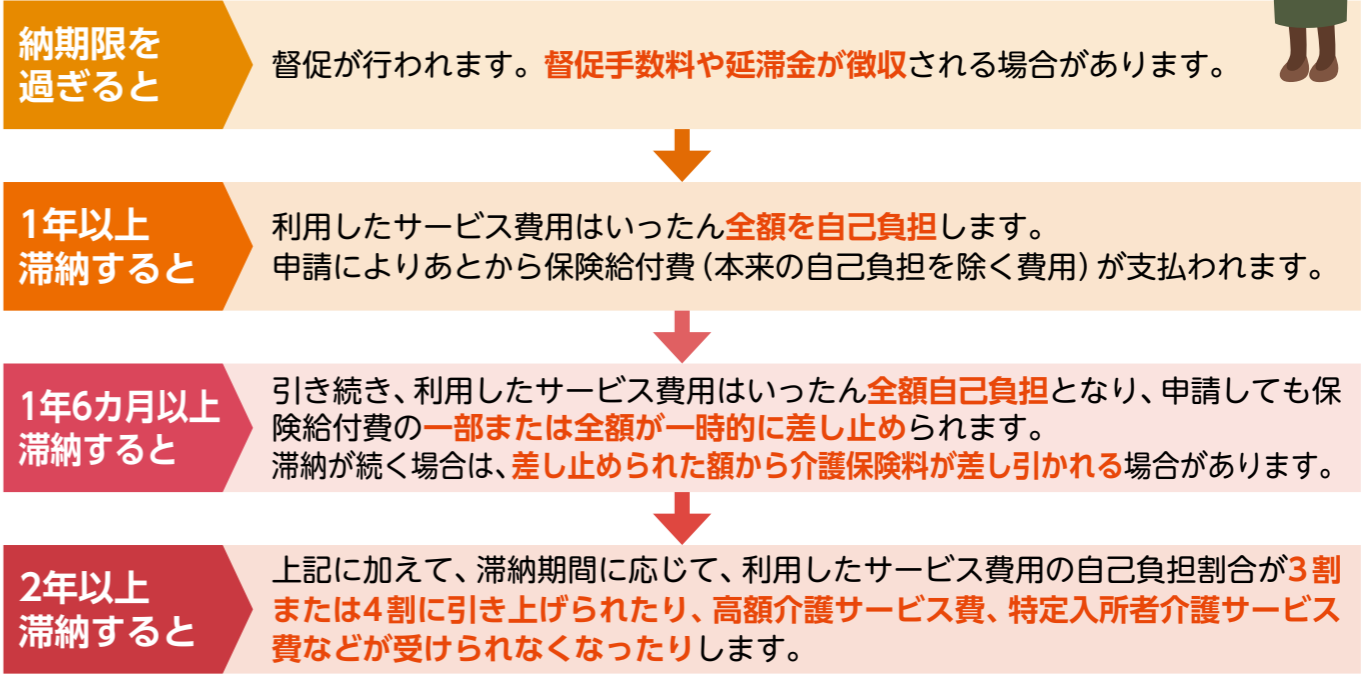 納期限を
過ぎると
督促が行われます。督促手数料や延滞金が徴収される場合があります。
1年以上
滞納すると
利用したサービス費用はいったん全額を自己負担します。
申請によりあとから保険給付費(本来の自己負担を除く費用)が支払われます。
1年6カ月以上
滞納すると
引き続き、利用したサービス費用はいったん全額自己負担となり、申請しても保
険給付費の一部または全額が一時的に差し止められます。
滞納が続く場合は、差し止められた額から介護保険料が差し引かれる場合があります。
2年以上
滞納すると
上記に加えて、滞納期間に応じて、利用したサービス費用の自己負担割合が3割
または4割に引き上げられたり、高額介護サービス費、特定入所者介護サービス
費などが受けられなくなったりします。